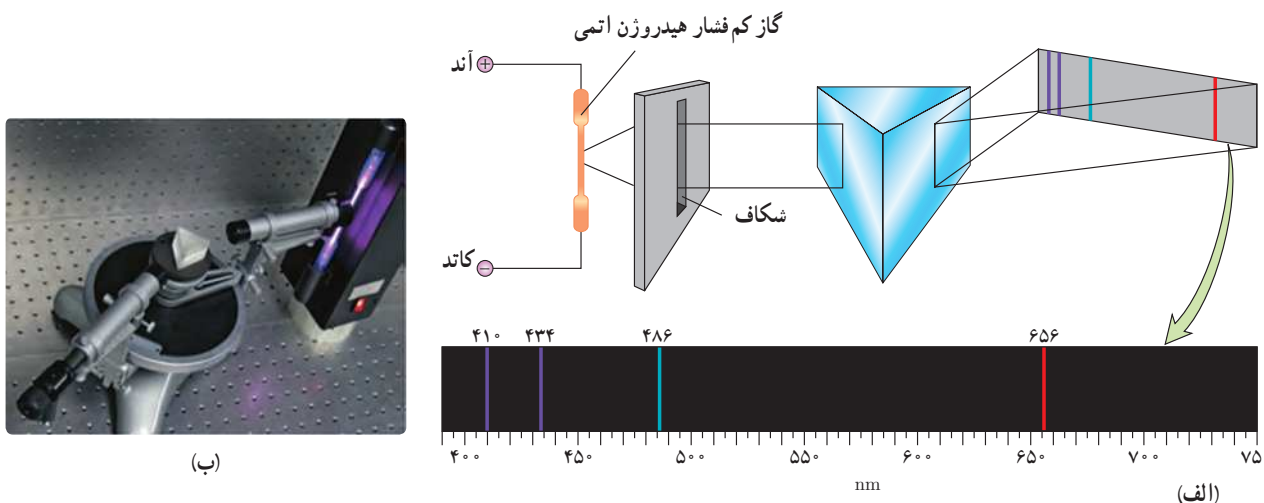 گاز کم فشار هیدروژن اتمی
آند
+
شکاف
کاتد
−
۴۱۰ ۴۳۴ ۴۸۶ ۶۵۶
۴۰۰ ۴۵۰ ۵۰۰ ۵۵۰ ۶۰۰ ۶۵۰ ۷۰۰ ۷۵
nm
(الف)
(ب)